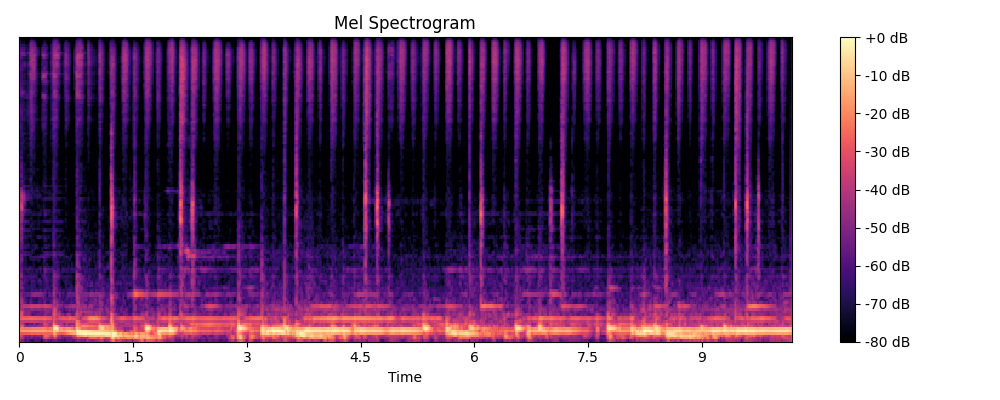 Mel Spectrogram
+0 dB
-10 dB
-20 dB
-30 dB
-40 dB
-50 dB
-60 dB
-70 dB
-80 dB
0 1.5 3 4.5 6 7.5 9
Time